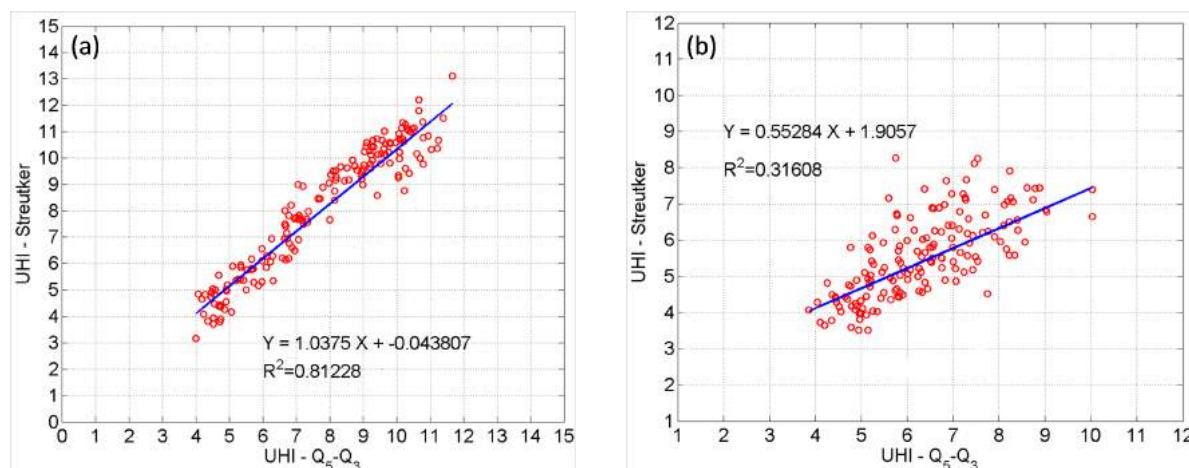 (a)
15
14
13
12
11
10
9
8
7
6
5
4
3
2
1
0
UHI - Streutker
Y = 1.0375 X + -0.043807
R²=0.81228
0 1 2 3 4 5 6 7 8 9 10 11 12 13 14 15
UHI - Q₅-Q₃
(b)
12
11
10
9
8
7
6
5
4
3
2
1
UHI - Streutker
Y = 0.55284 X + 1.9057
R²=0.31608
1 2 3 4 5 6 7 8 9 10 11 12
UHI - Q₅-Q₃